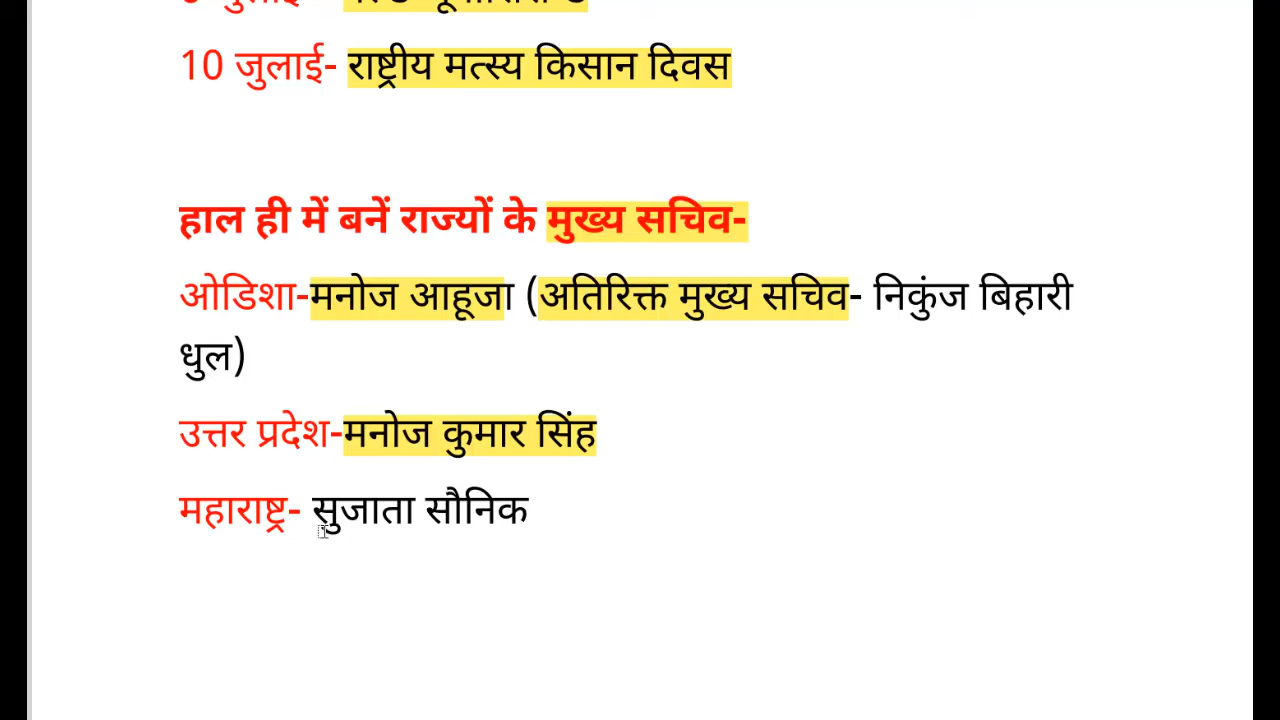 10 जुलाई- राष्ट्रीय मत्स्य किसान दिवस
हाल ही में बनें राज्यों के मुख्य सचिव-
ओडिशा-मनोज आहूजा (अतिरिक्त मुख्य सचिव- निकुंज बिहारी
धुल)
उत्तर प्रदेश-मनोज कुमार सिंह
महाराष्ट्र- सुजाता सौनिक